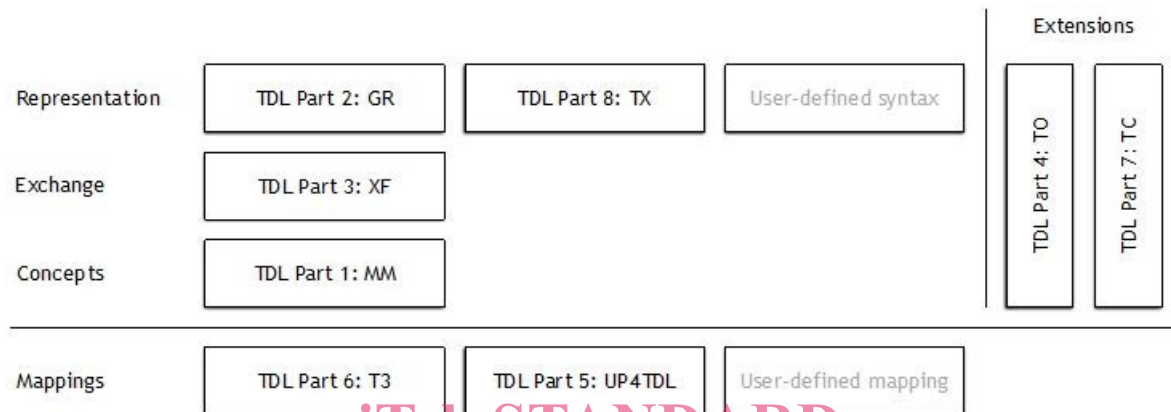 Extensions
Representation
TDL Part 2: GR
TDL Part 8: TX
User-defined syntax
TDL Part 4: TO
TDL Part 7: TC
Exchange
TDL Part 3: XF
Concepts
TDL Part 1: MM
Mappings
TDL Part 6: T3
TDL Part 5: UP4TDL
User-defined mapping
iTeh STANDARD